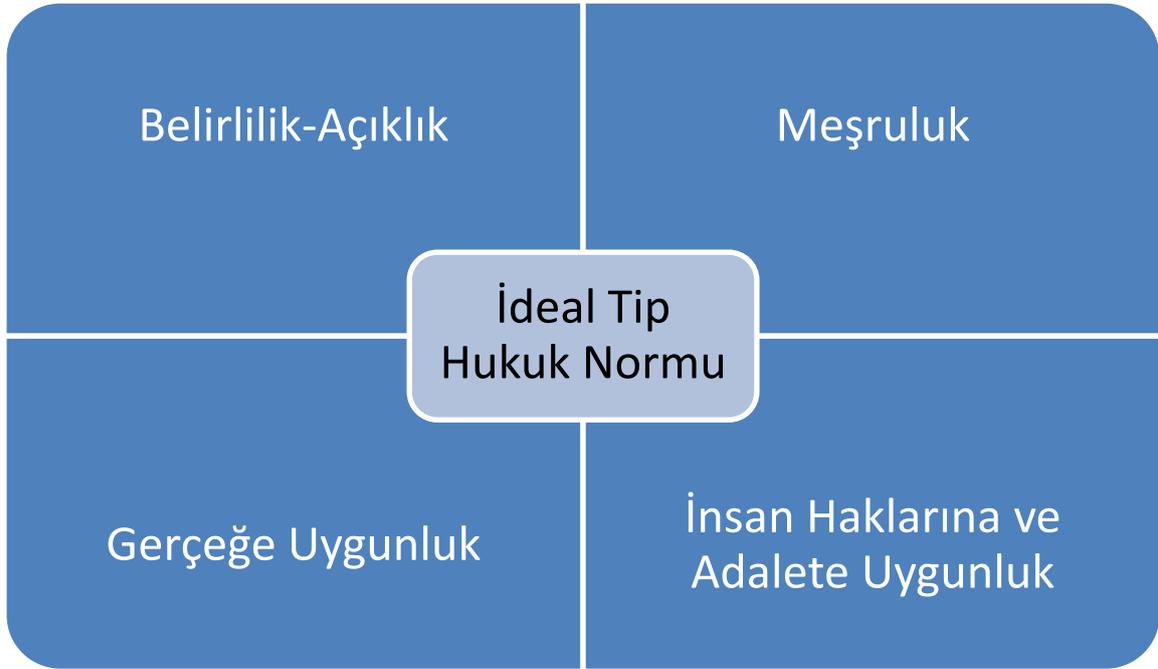 Belirlilik-Açıklık
Meşruluk
İdeal Tip
Hukuk Normu
Gerçeğe Uygunluk
İnsan Haklarına ve
Adalete Uygunluk